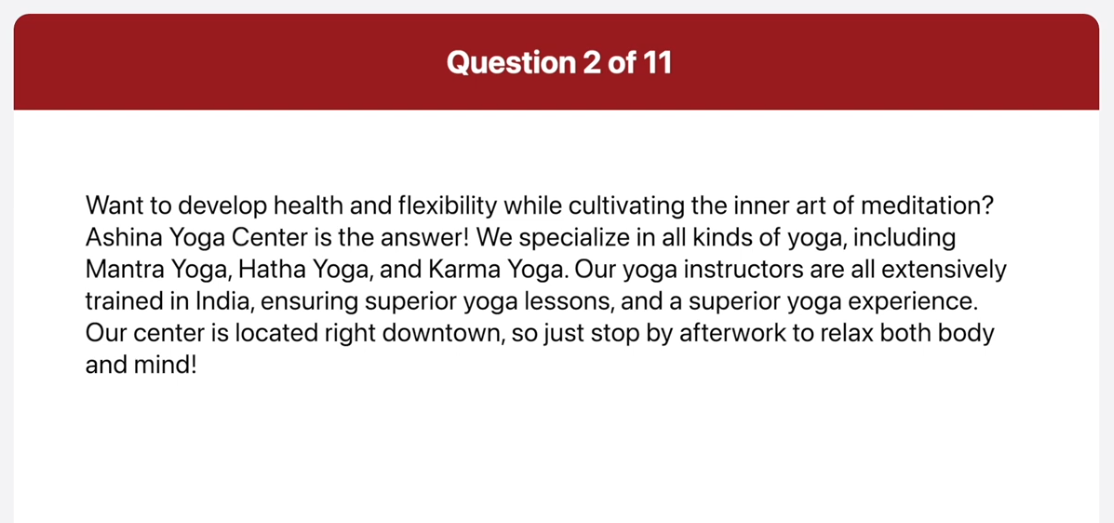 Question 2 of 11
Want to develop health and flexibility while cultivating the inner art of meditation?
Ashina Yoga Center is the answer! We specialize in all kinds of yoga, including
Mantra Yoga, Hatha Yoga, and Karma Yoga. Our yoga instructors are all extensively
trained in India, ensuring superior yoga lessons, and a superior yoga experience.
Our center is located right downtown, so just stop by afterwork to relax both body
and mind!